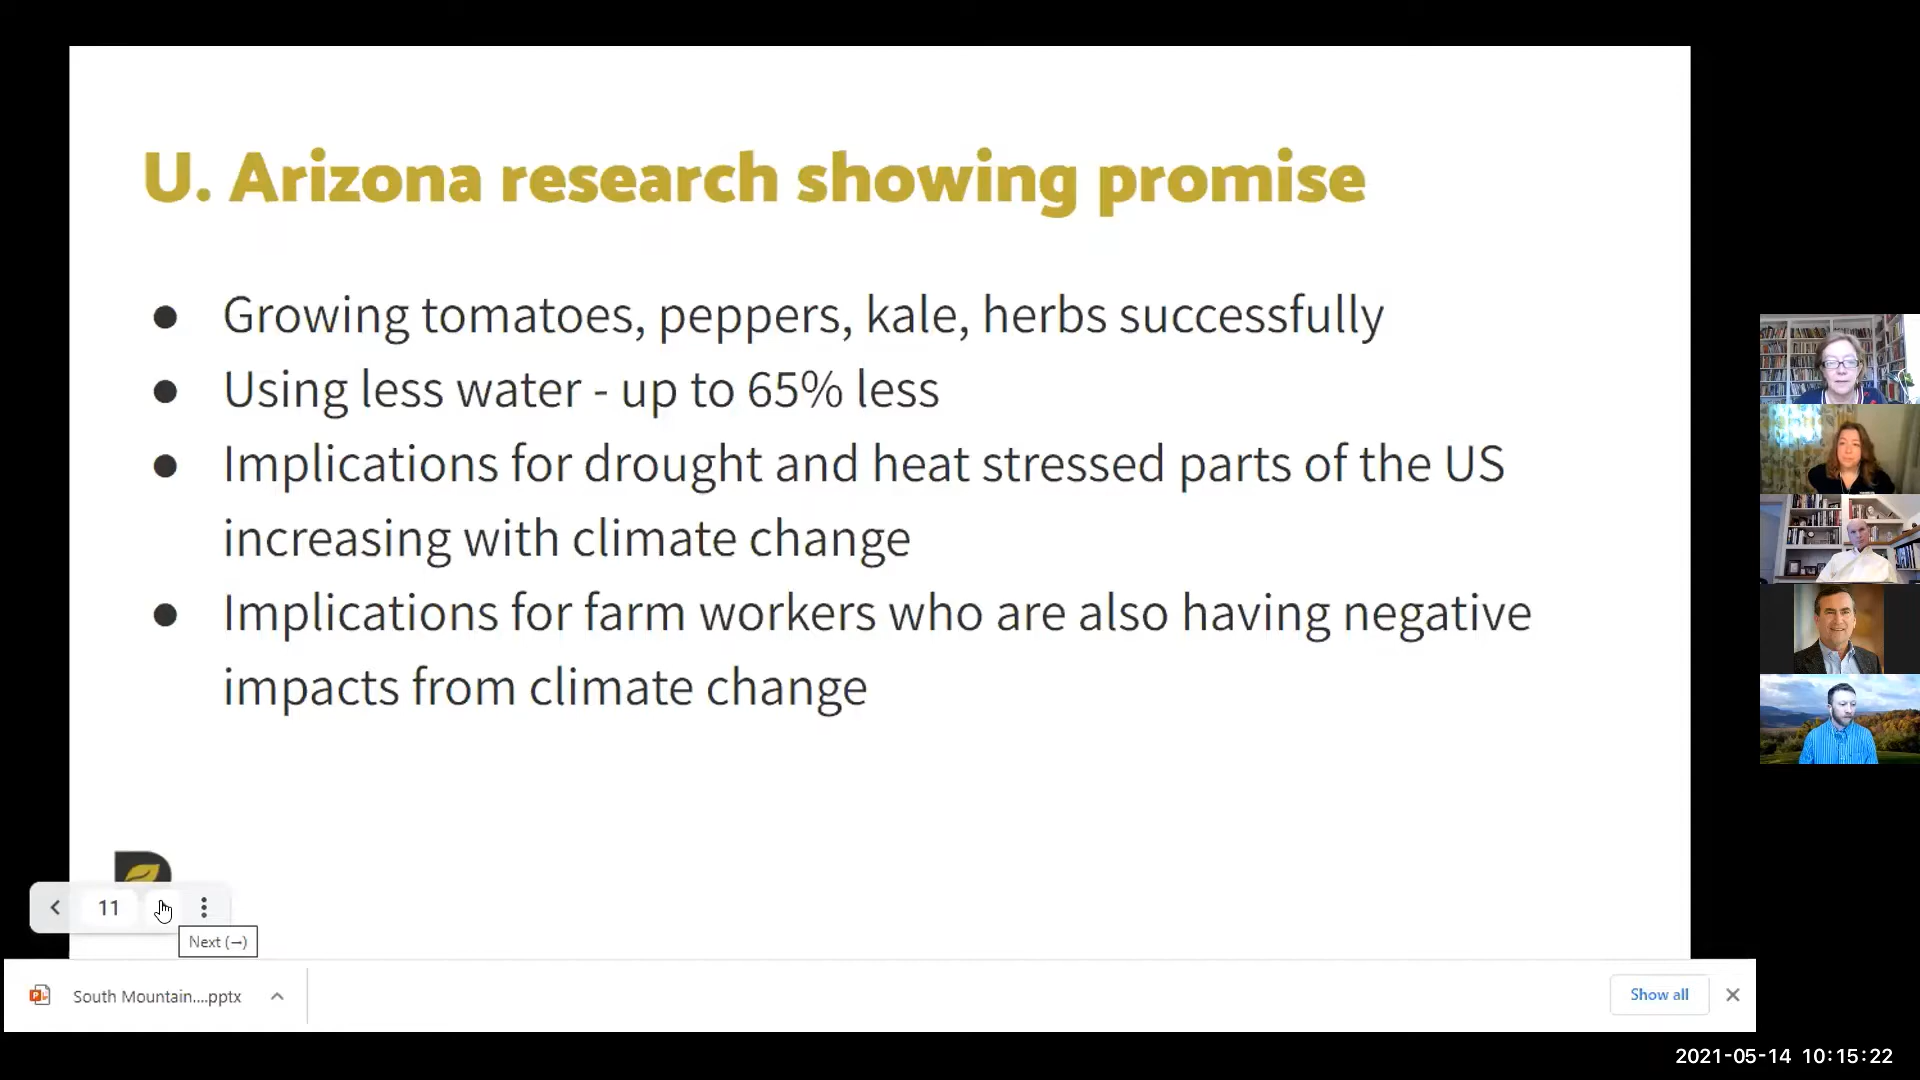 U. Arizona research showing promise
● Growing tomatoes, peppers, kale, herbs successfully
● Using less water - up to 65% less
● Implications for drought and heat stressed parts of the US
increasing with climate change
● Implications for farm workers who are also having negative
impacts from climate change
11
Next (→)
South Mountain....pptx
Show all
2021-05-14 10:15:22